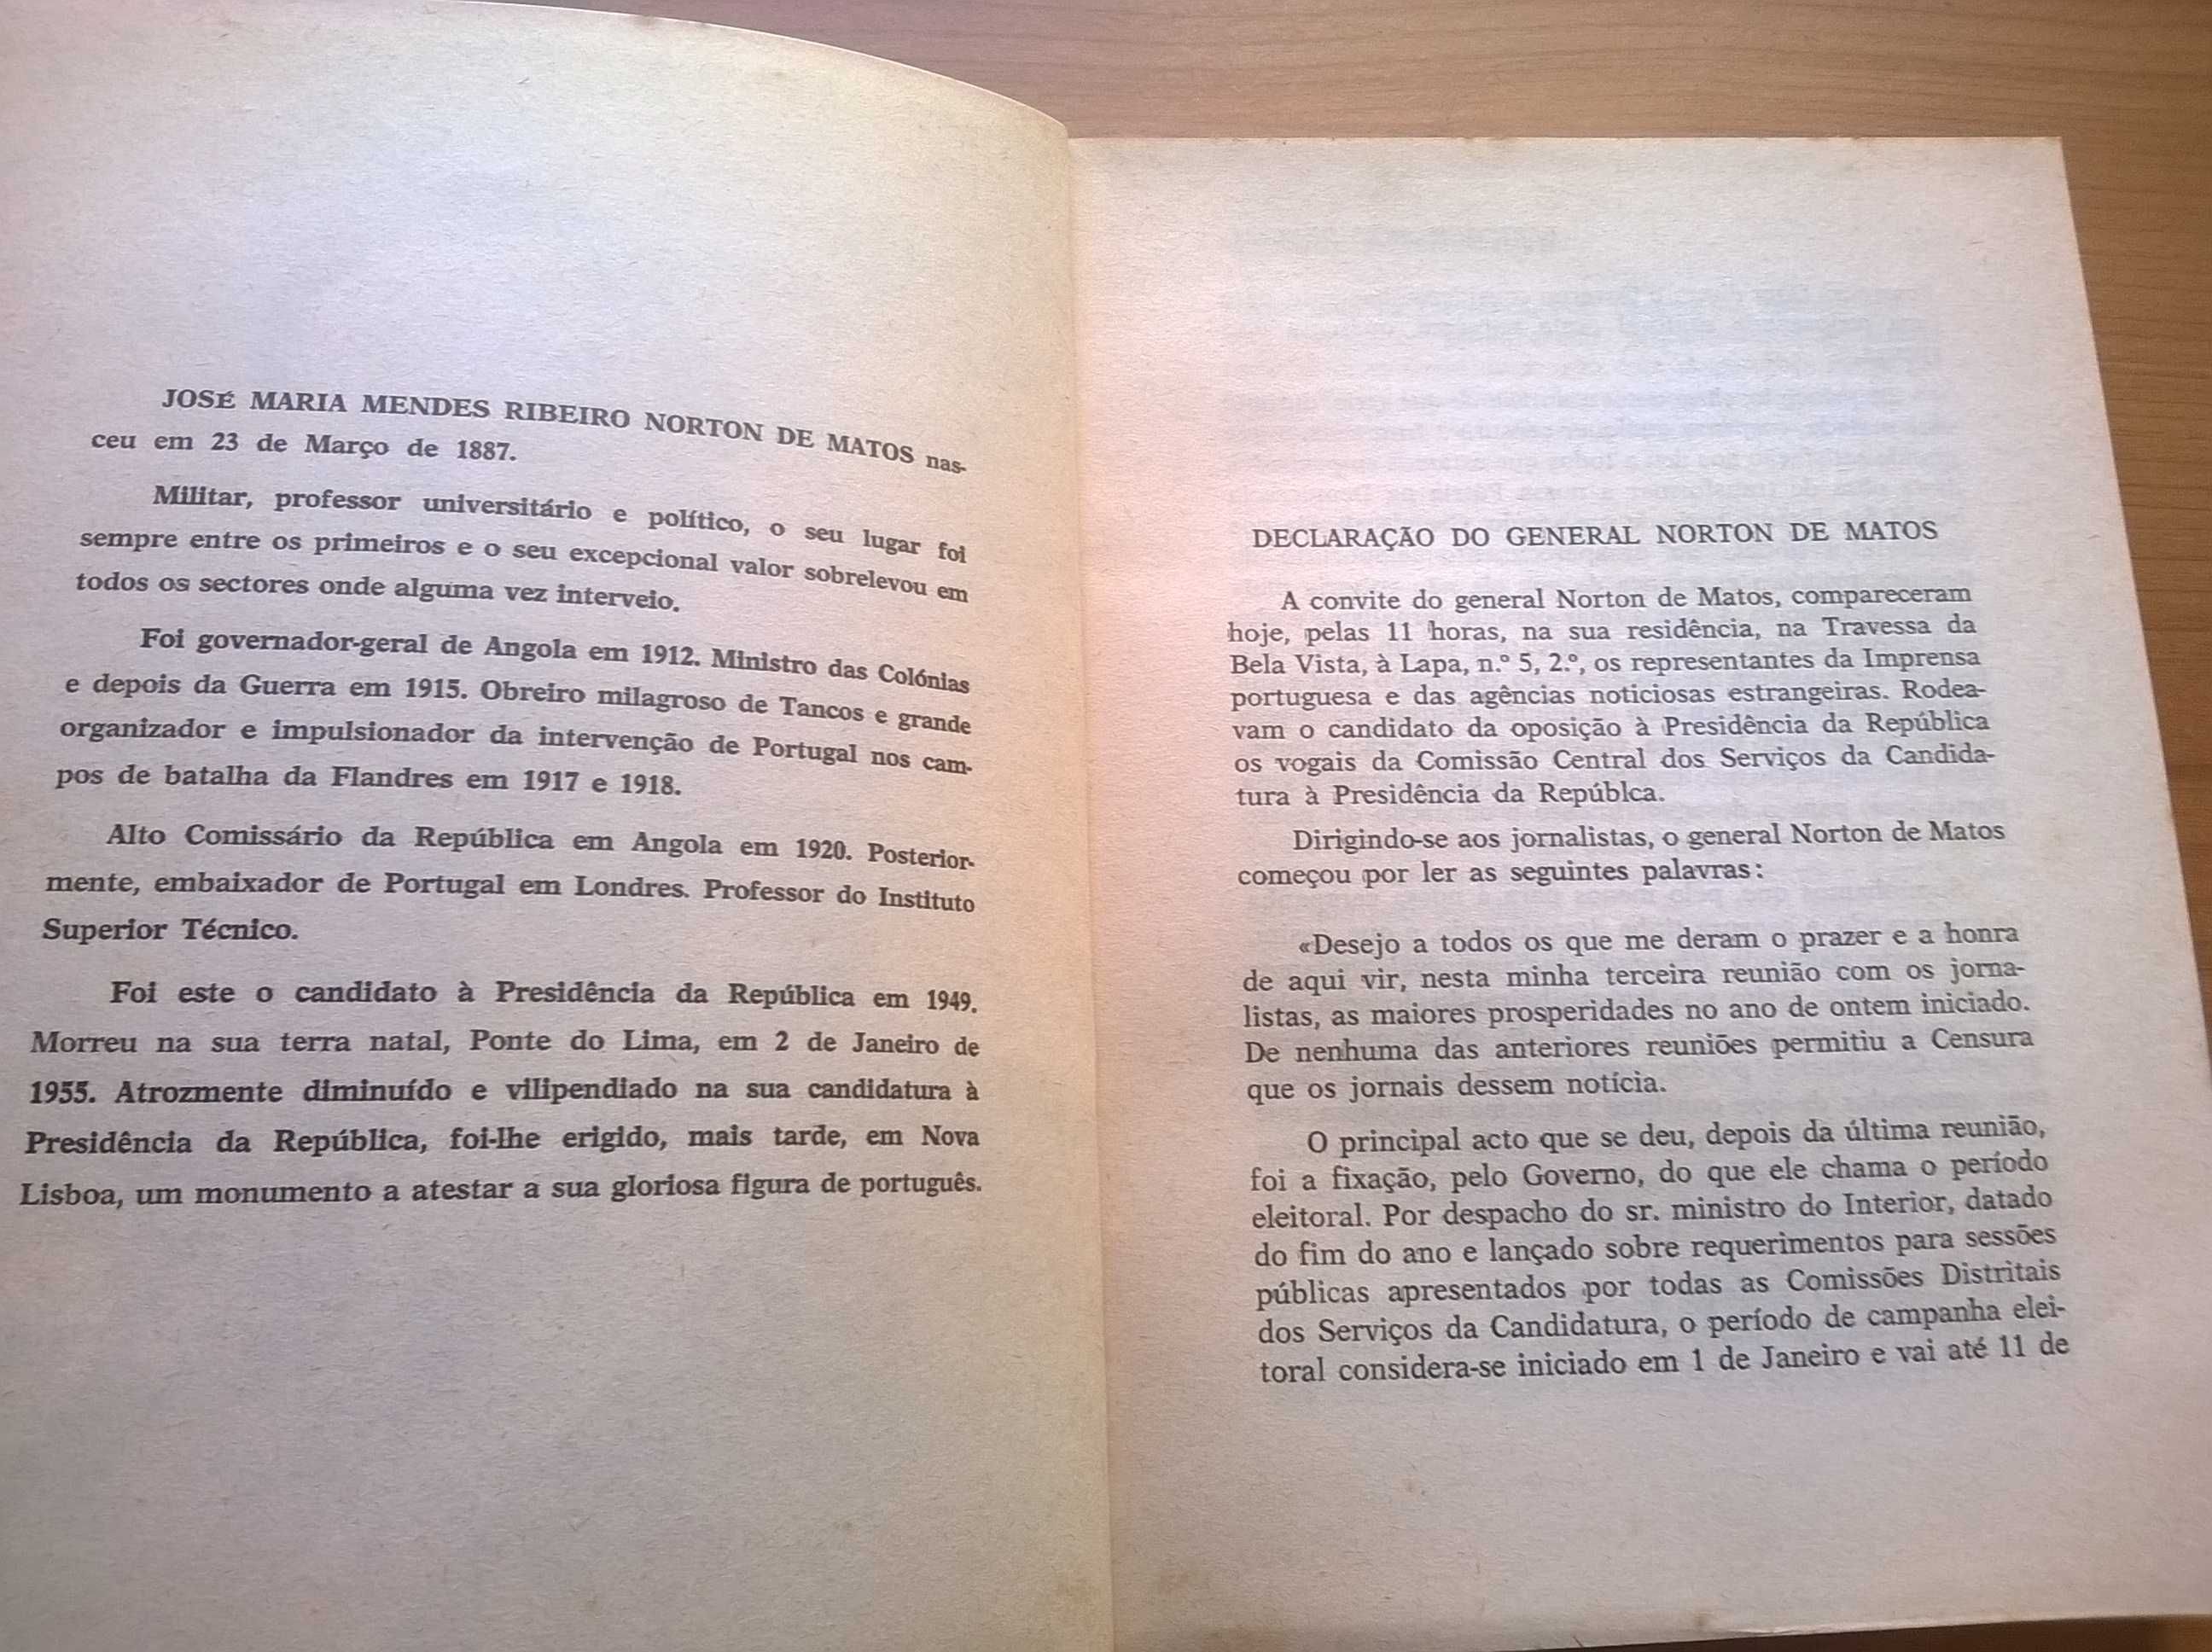 JOSÉ MARIA MENDES RIBEIRO NORTON DE MATOS nas-
ceu em 23 de Março de 1887.
Militar, professor universitário e político, o seu lugar foi
sempre entre os primeiros e o seu excepcional valor sobrelevou em
todos os sectores onde alguma vez interveio.
Foi governador-geral de Angola em 1912. Ministro das Colónias
e depois da Guerra em 1915. Obreiro milagroso de Tancos e grande
organizador e impulsionador da intervenção de Portugal nos cam-
pos de batalha da Flandres em 1917 e 1918.
Alto Comissário da República em Angola em 1920. Posterior-
mente, embaixador de Portugal em Londres. Professor do Instituto
Superior Técnico.
Foi este o candidato à Presidência da República em 1949.
Morreu na sua terra natal, Ponte do Lima, em 2 de Janeiro de
1955. Atrozmente diminuído e vilipendiado na sua candidatura à
Presidência da República, foi-lhe erigido, mais tarde, em Nova
Lisboa, um monumento a atestar a sua gloriosa figura de português.
DECLARAÇÃO DO GENERAL NORTON DE MATOS
A convite do general Norton de Matos, compareceram
hoje, pelas 11 horas, na sua residência, na Travessa da
Bela Vista, à Lapa, n.º 5, 2.º, os representantes da Imprensa
portuguesa e das agências noticiosas estrangeiras. Rodea-
vam o candidato da oposição à Presidência da República
os vogais da Comissão Central dos Serviços da Candida-
tura à Presidência da Repúblca.
Dirigindo-se aos jornalistas, o general Norton de Matos
começou por ler as seguintes palavras:
«Desejo a todos os que me deram o prazer e a honra
de aqui vir, nesta minha terceira reunião com os jorna-
listas, as maiores prosperidades no ano de ontem iniciado.
De nenhuma das anteriores reuniões permitiu a Censura
que os jornais dessem notícia.
O principal acto que se deu, depois da última reunião,
foi a fixação, pelo Governo, do que ele chama o período
eleitoral. Por despacho do sr. ministro do Interior, datado
do fim do ano e lançado sobre requerimentos para sessões
públicas apresentados por todas as Comissões Distritais
dos Serviços da Candidatura, o período de campanha elei-
toral considera-se iniciado em 1 de Janeiro e vai até 11 de